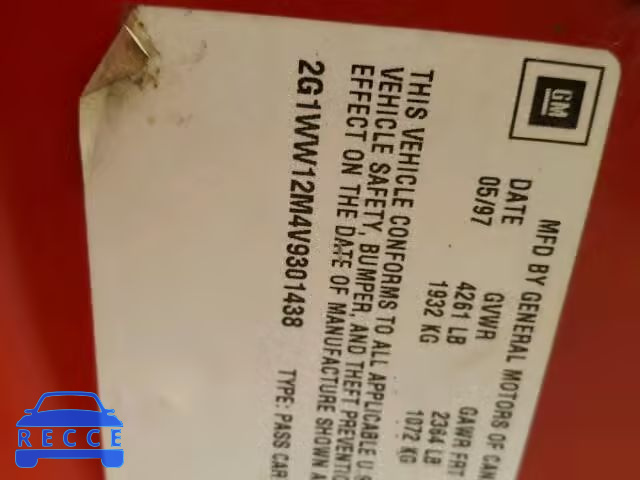 GM
MFD BY GENERAL MOTORS OF CAN
DATE GVWR GAWR FRT
05/97 4261 LB 2364 LB
1932 KG 1072 KG
THIS VEHICLE CONFORMS TO ALL APPLICABLE U
VEHICLE SAFETY, BUMPER, AND THEFT PREVENTIO
EFFECT ON THE DATE OF MANUFACTURE SHOWN A
2G1WW12M4V9301438 TYPE: PASS CAR
RECCE